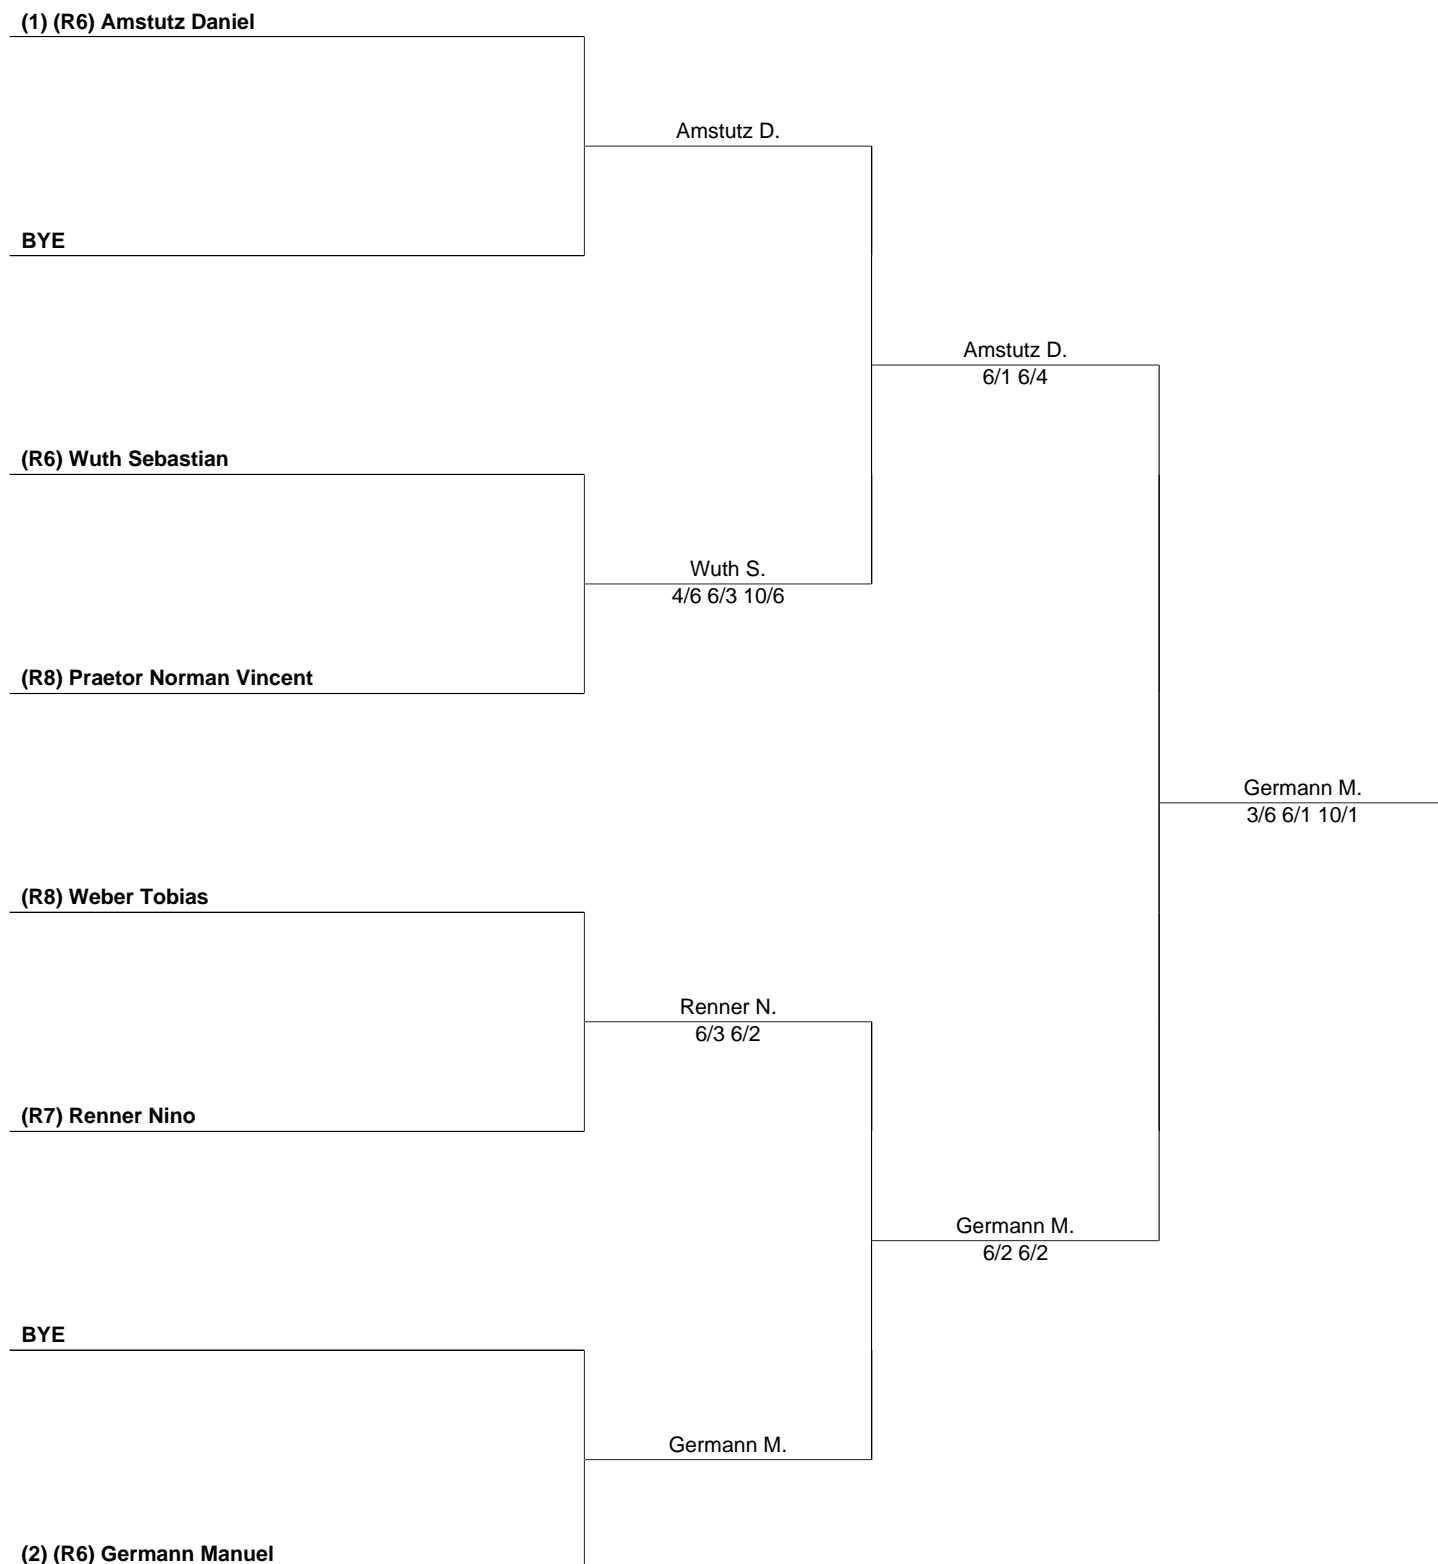 (1) (R6) Amstutz Daniel
Amstutz D.
BYE
Amstutz D.
6/1 6/4
(R6) Wuth Sebastian
Wuth S.
4/6 6/3 10/6
(R8) Praetor Norman Vincent
Germann M.
3/6 6/1 10/1
(R8) Weber Tobias
Renner N.
6/3 6/2
(R7) Renner Nino
Germann M.
6/2 6/2
BYE
Germann M.
(2) (R6) Germann Manuel